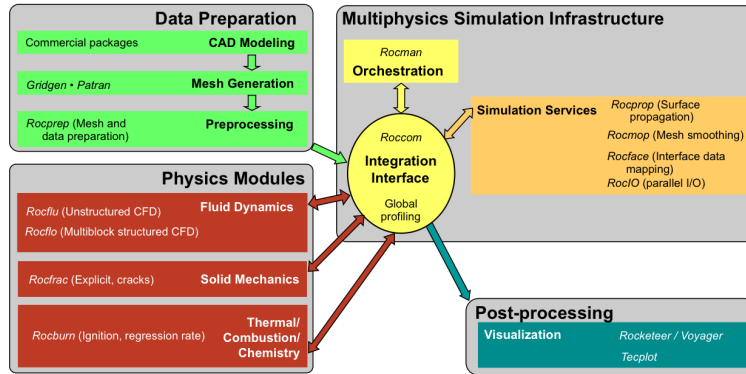 Data Preparation
Commercial packages CAD Modeling
Gridgen • Patran Mesh Generation
Rocprep (Mesh and
data preparation)
Preprocessing
Multiphysics Simulation Infrastructure
Rocman
Orchestration
Roccom
Integration
Interface
Global
profiling
Simulation Services
Rocprop (Surface
propagation)
Rocmop (Mesh smoothing)
Rocface (Interface data
mapping)
RocIO (parallel I/O)
Physics Modules
Fluid Dynamics
Rocflu (Unstructured CFD)
Rocflo (Multiblock structured CFD)
Rocfrac (Explicit, cracks) Solid Mechanics
Rocburn (Ignition, regression rate)
Thermal/
Combustion/
Chemistry
Post-processing
Visualization
Rocketeer / Voyager
Tecplot